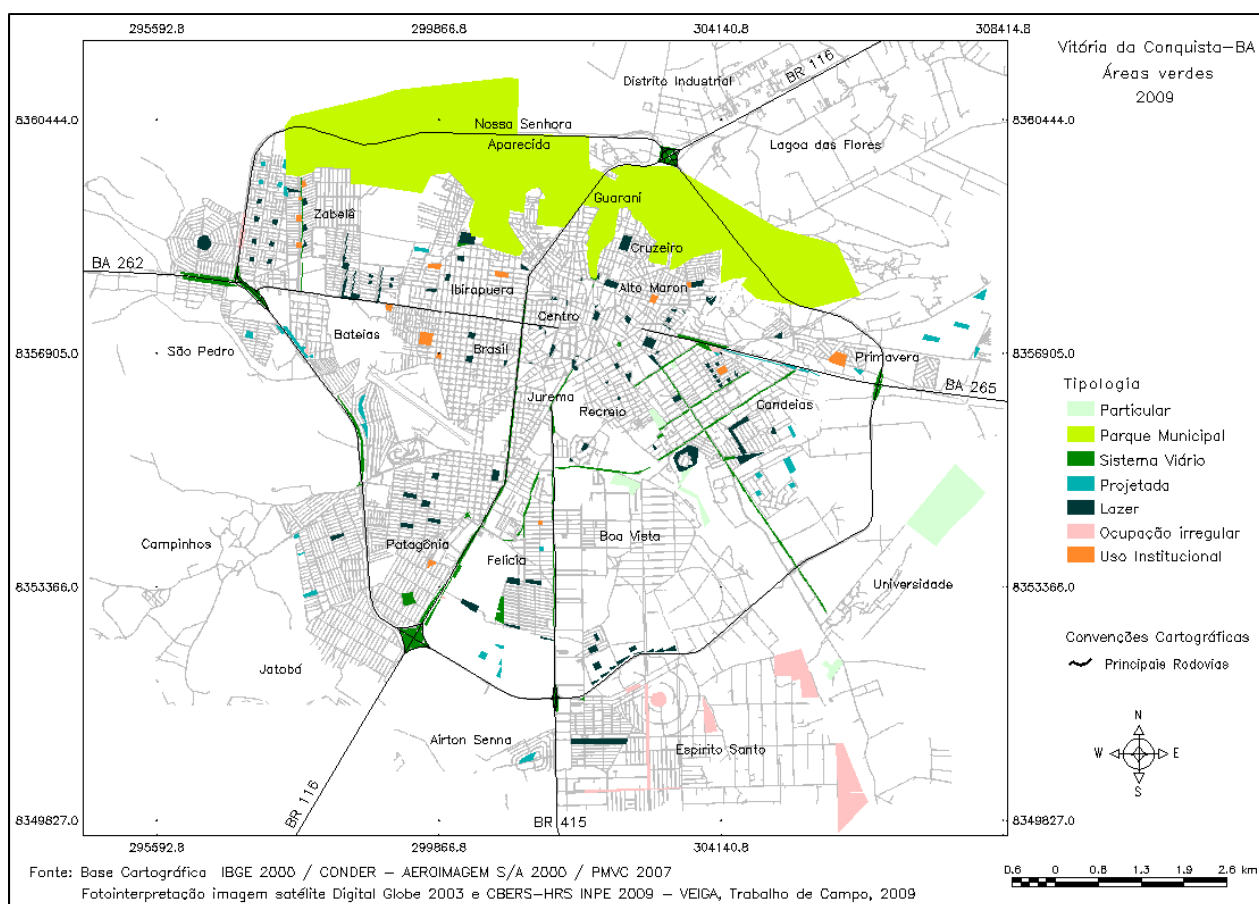 295592.8 299866.8 304140.8 308414.8
Vitória da Conquista-BA
Áreas verdes
2009
Distrito Industrial
BR 116
8360444.0
Nossa Senhora
Aparecida
8360444.0
Lagoa das Flores
Guarani
Zabelê
Cruzeiro
BA 262
Ibirapuera
Alto Maron
Centro
Bateias
São Pedro
Brasil
8356905.0
Primavera
8356905.0
BA 265
Jurema
Recreio
Candeias
Tipologia
Particular
Parque Municipal
Sistema Viário
Projetada
Lazer
Ocupação irregular
Uso Institucional
Campinhos
Patagônia
Felícia
Boa Vista
Universidade
8353366.0
8353366.0
Convenções Cartográficas
Principais Rodovias
Jatobá
N
W
E
S
Airton Senna
Espirito Santo
BR 116
BR 415
8349827.0
8349827.0
295592.8 299866.8 304140.8
Fonte: Base Cartográfica IBGE 2000 / CONDER - AEROIMAGEM S/A 2000 / PMVC 2007
Fotointerpretação imagem satélite Digital Globe 2003 e CBERS-HRS INPE 2009 - VEIGA, Trabalho de Campo, 2009
0.6 0 0.8 1.3 1.9 2.6 km